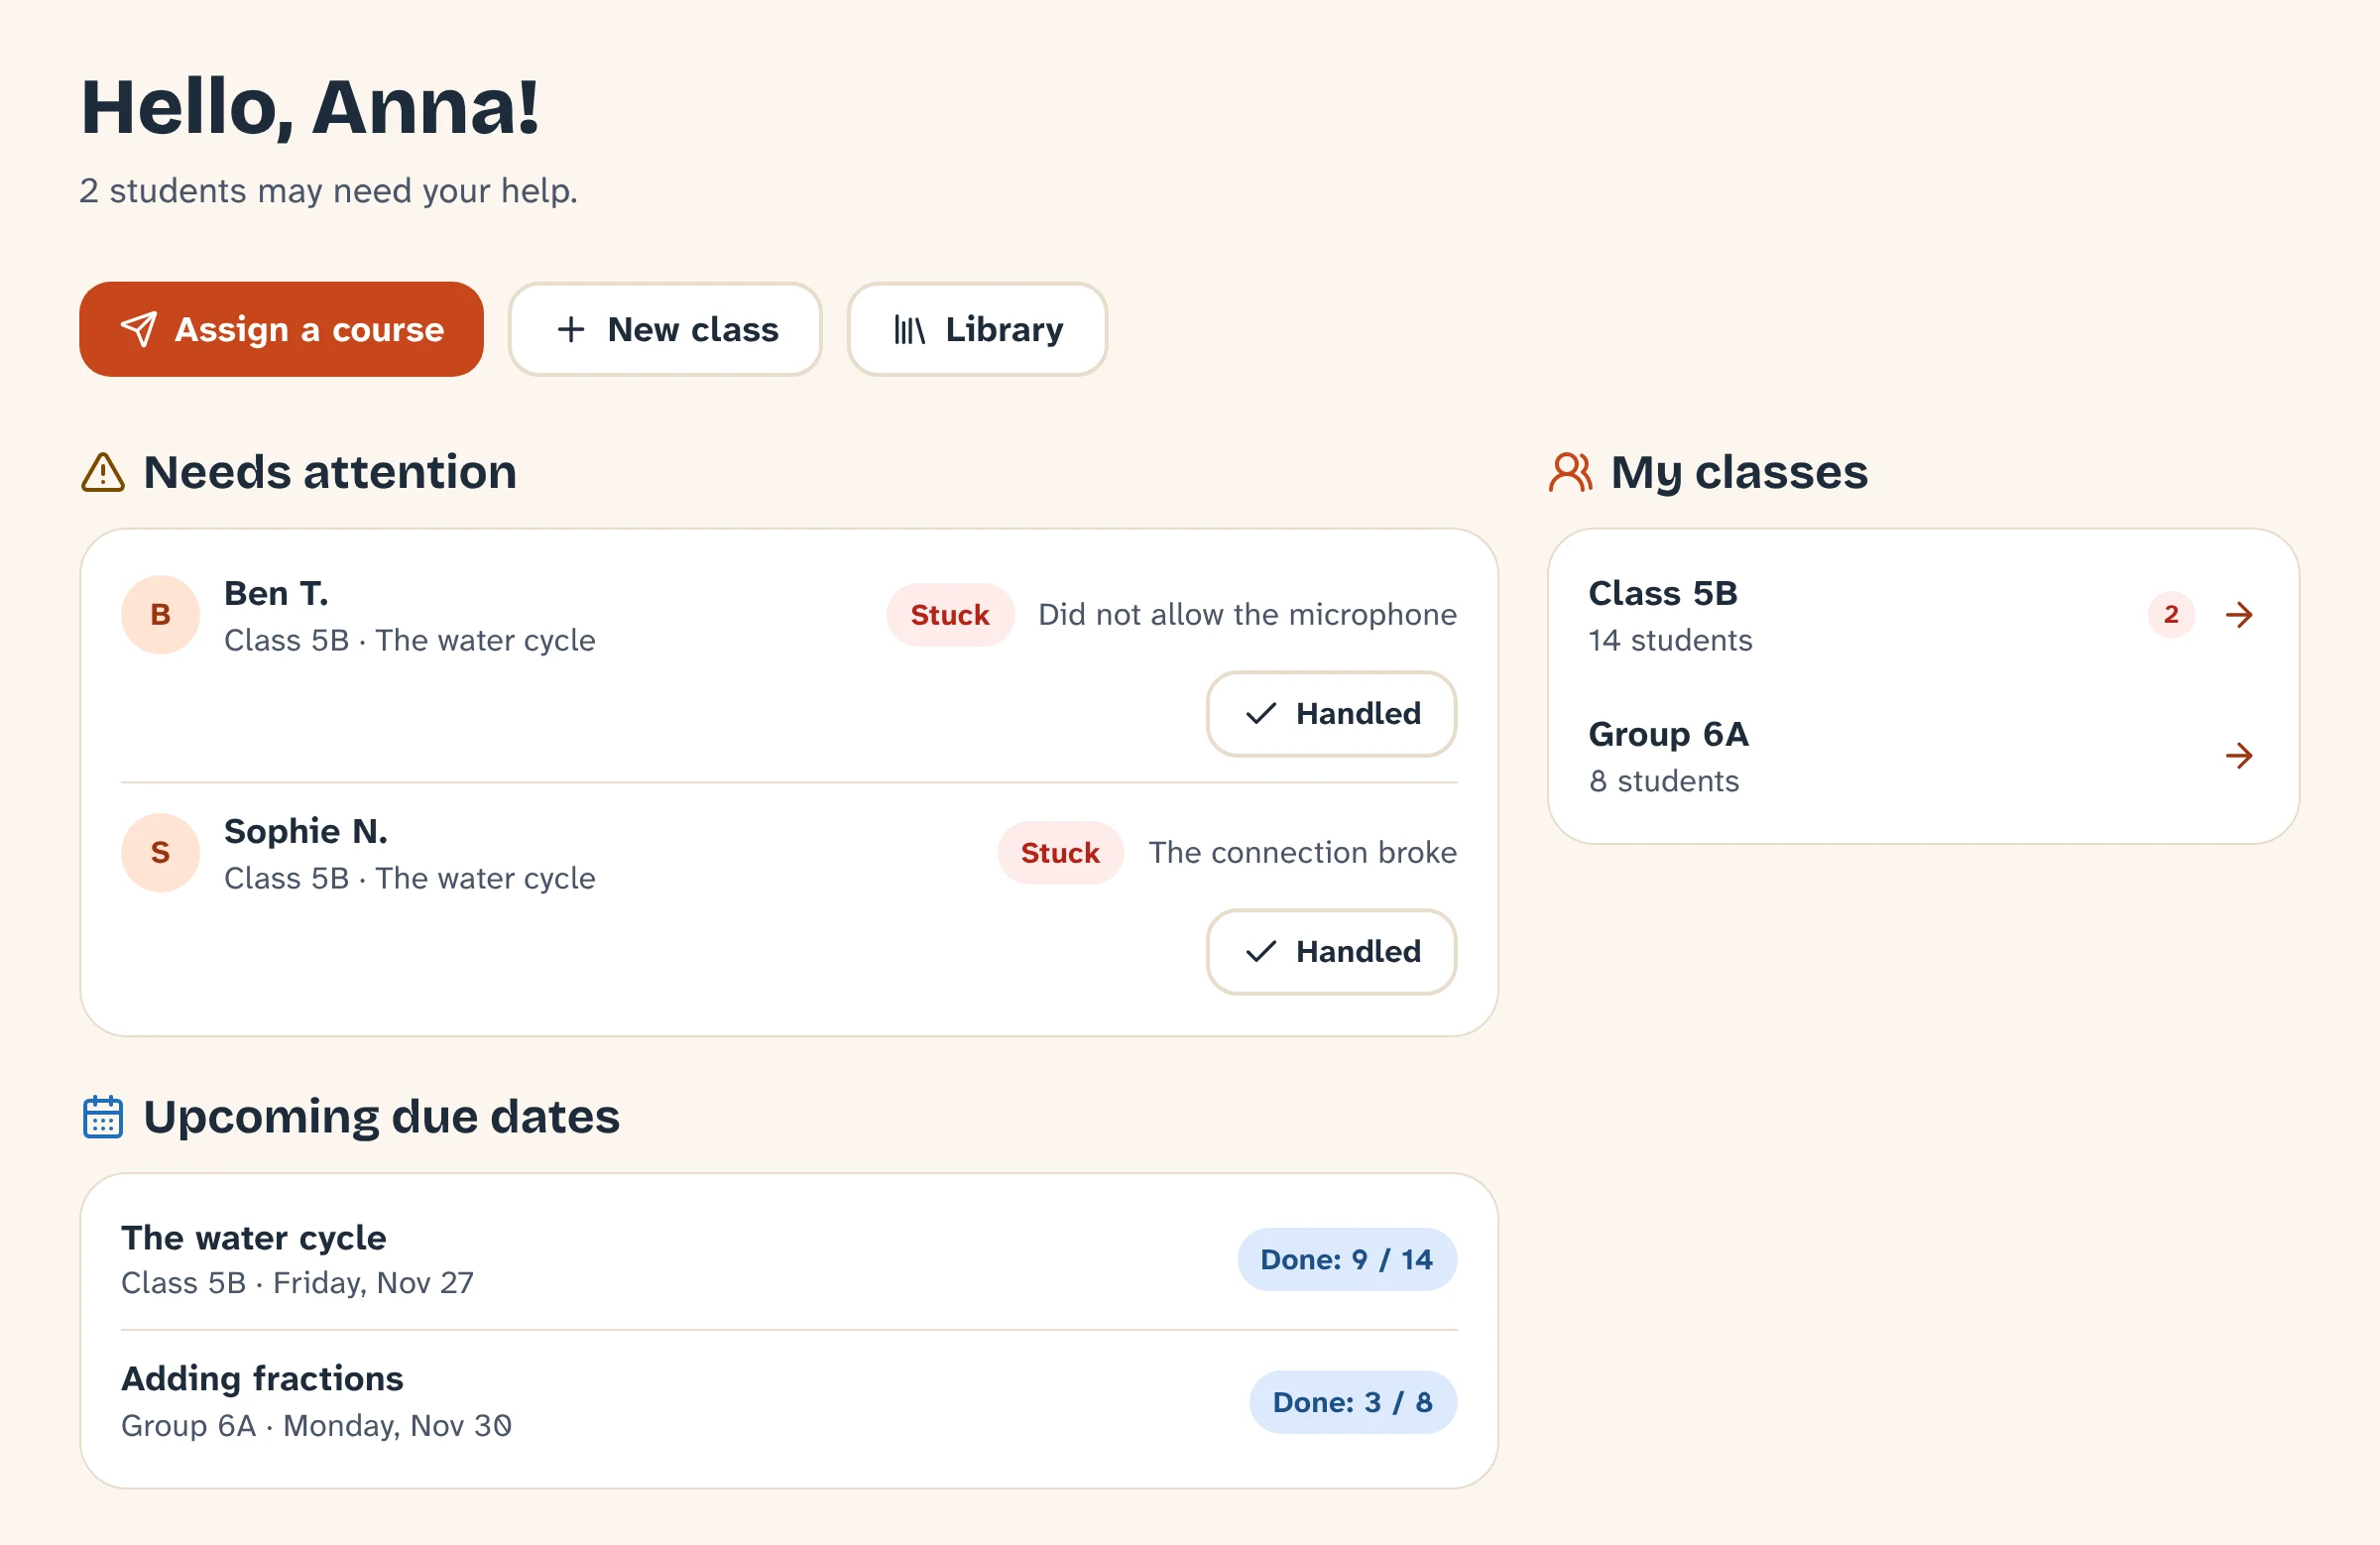 Hello, Anna!
2 students may need your help.
Assign a course
New class
Library
Needs attention
B
Ben T.
Class 5B · The water cycle
Stuck
Did not allow the microphone
Handled
S
Sophie N.
Class 5B · The water cycle
Stuck
The connection broke
Handled
My classes
Class 5B
14 students
2
Group 6A
8 students
Upcoming due dates
The water cycle
Class 5B · Friday, Nov 27
Done: 9 / 14
Adding fractions
Group 6A · Monday, Nov 30
Done: 3 / 8